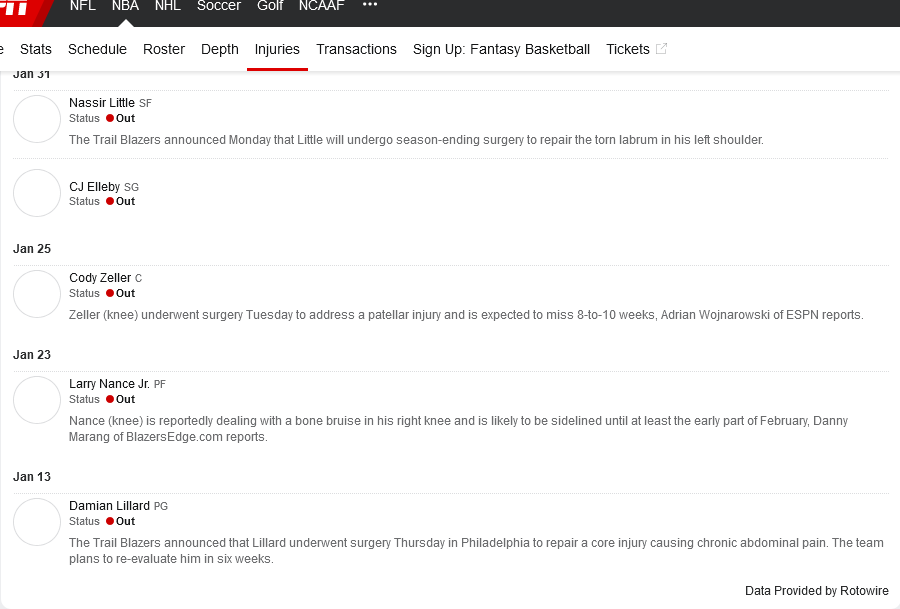 NFL NBA NHL Soccer Golf NCAAF •••
e Stats Schedule Roster Depth Injuries Transactions Sign Up: Fantasy Basketball Tickets
Jan 31
Nassir Little SF
Status Out
The Trail Blazers announced Monday that Little will undergo season-ending surgery to repair the torn labrum in his left shoulder.
CJ Elleby SG
Status Out
Jan 25
Cody Zeller C
Status Out
Zeller (knee) underwent surgery Tuesday to address a patellar injury and is expected to miss 8-to-10 weeks, Adrian Wojnarowski of ESPN reports.
Jan 23
Larry Nance Jr. PF
Status Out
Nance (knee) is reportedly dealing with a bone bruise in his right knee and is likely to be sidelined until at least the early part of February, Danny
Marang of BlazersEdge.com reports.
Jan 13
Damian Lillard PG
Status Out
The Trail Blazers announced that Lillard underwent surgery Thursday in Philadelphia to repair a core injury causing chronic abdominal pain. The team
plans to re-evaluate him in six weeks.
Data Provided by Rotowire